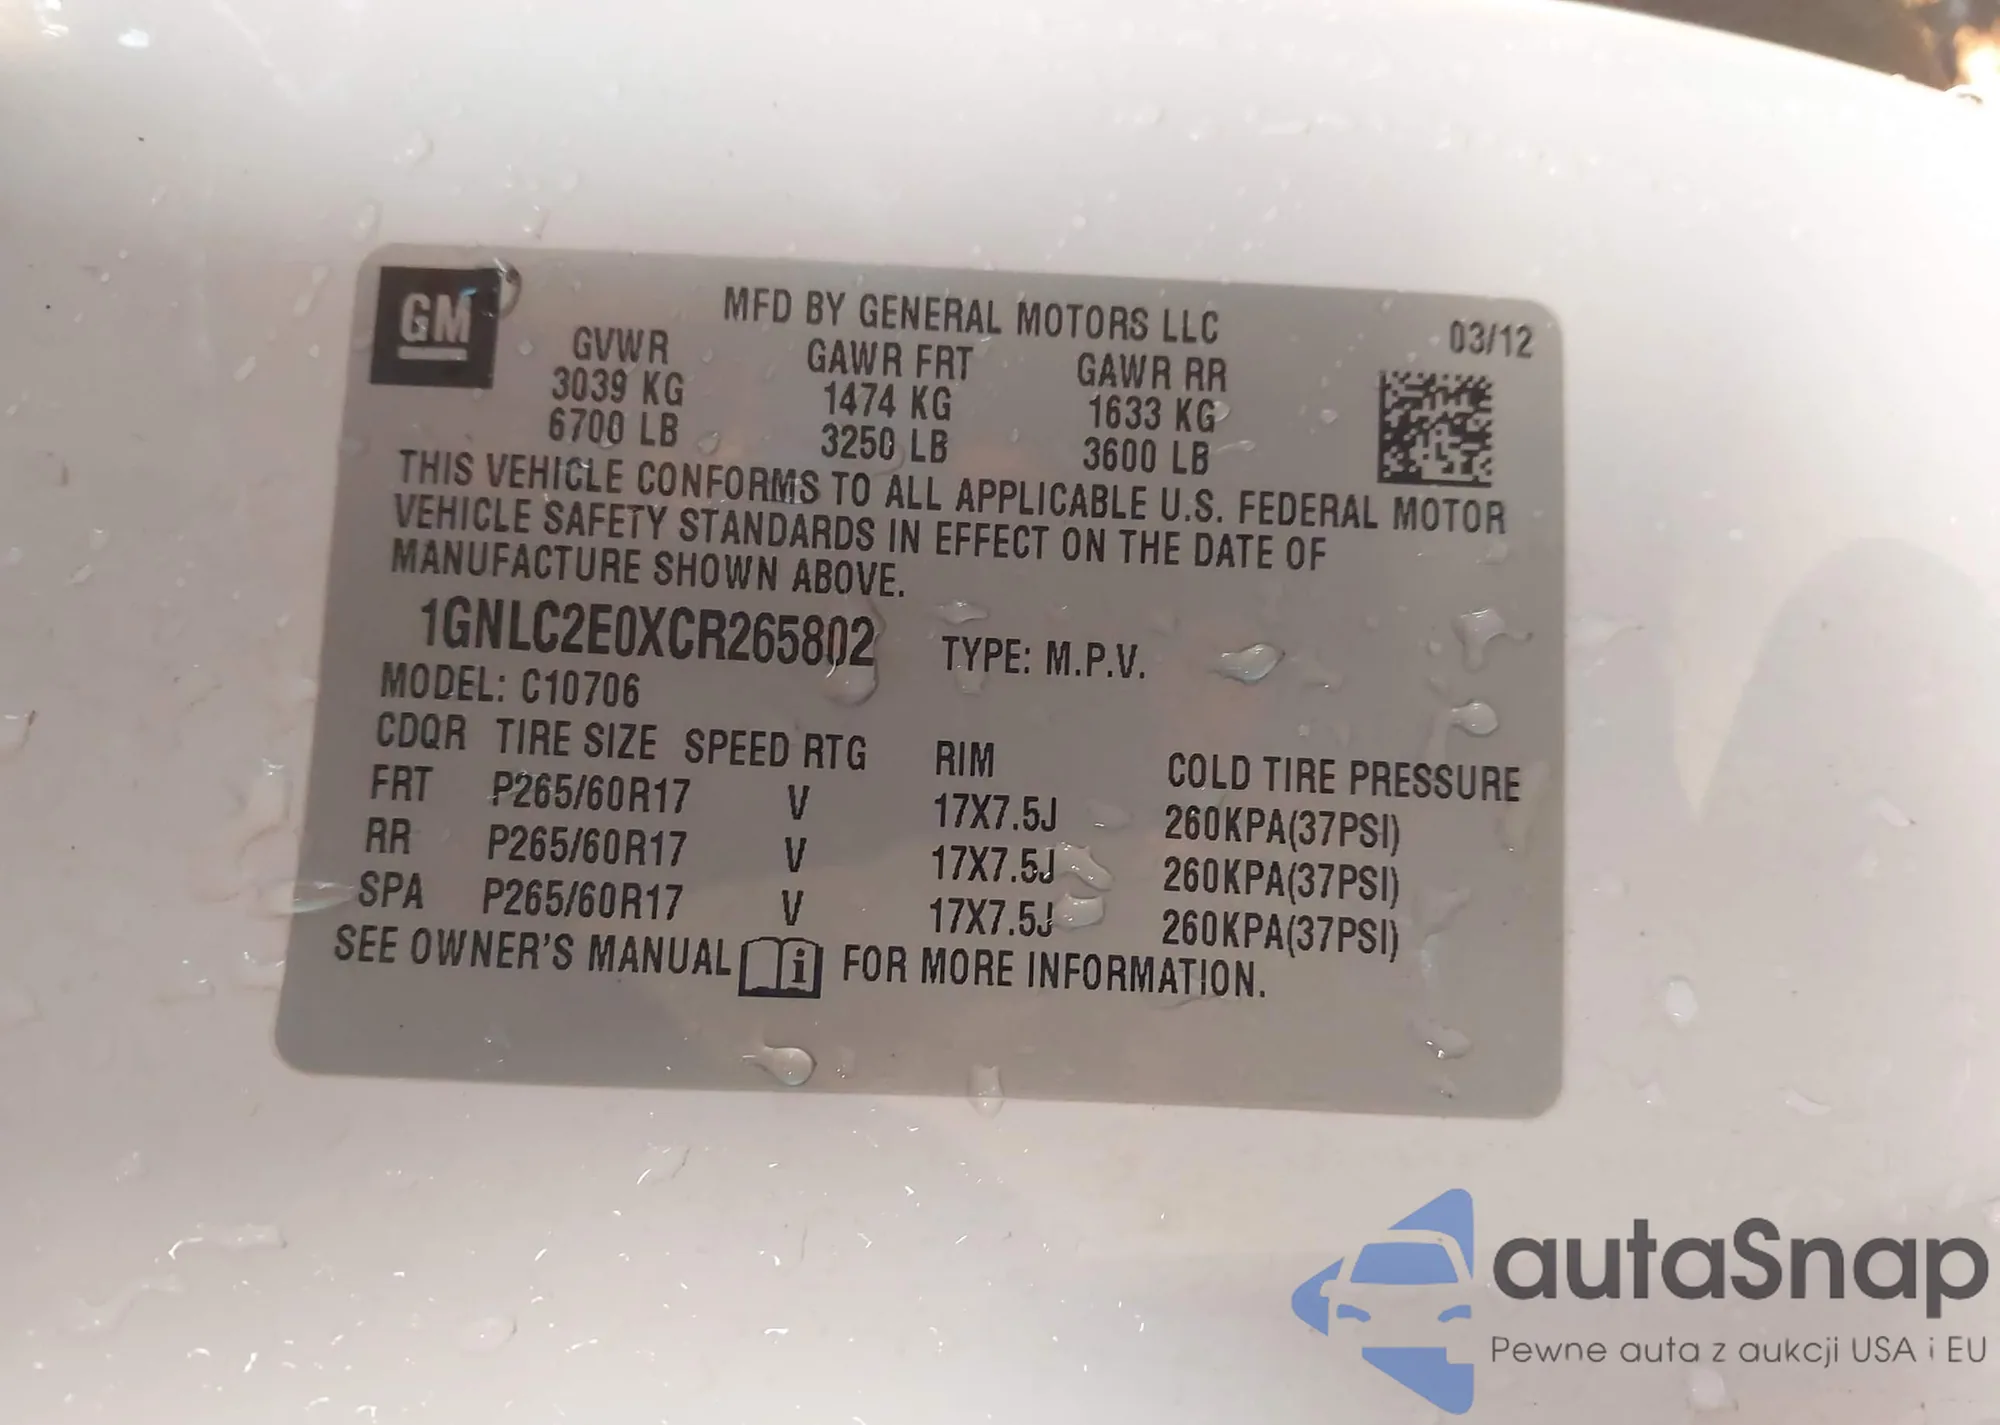 GM
MFD BY GENERAL MOTORS LLC 03/12
GVWR GAWR FRT GAWR RR
3039 KG 1474 KG 1633 KG
6700 LB 3250 LB 3600 LB
THIS VEHICLE CONFORMS TO ALL APPLICABLE U.S. FEDERAL MOTOR
VEHICLE SAFETY STANDARDS IN EFFECT ON THE DATE OF
MANUFACTURE SHOWN ABOVE.
1GNLC2E0XCR265802 TYPE: M.P.V.
MODEL: C10706
CDQR TIRE SIZE SPEED RTG RIM COLD TIRE PRESSURE
FRT P265/60R17 V 17X7.5J 260KPA(37PSI)
RR P265/60R17 V 17X7.5J 260KPA(37PSI)
SPA P265/60R17 V 17X7.5J 260KPA(37PSI)
SEE OWNER'S MANUAL i FOR MORE INFORMATION.
autaSnap
Pewne auta z aukcji USA i EU